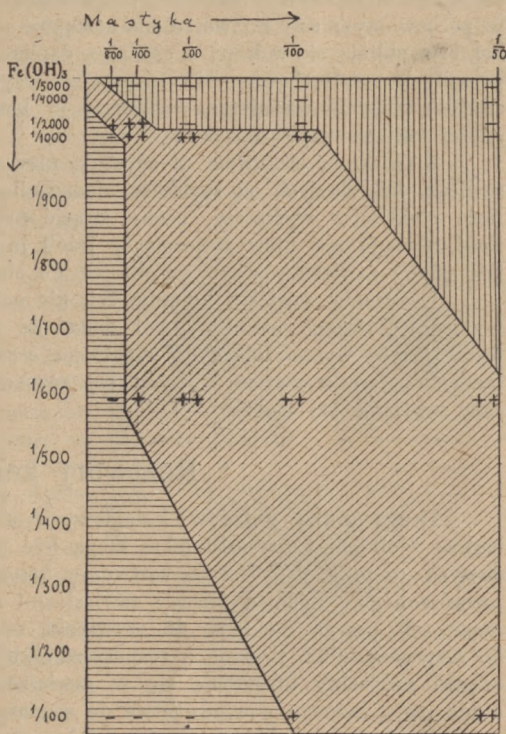 Mastyka →
1/800 1/400 1/200 1/100 1/50
Fe(OH)₃
1/5000 − − − − −
1/4000 − − − −
1/2000 + ++ − − −
1/1000 ++ ++ ++ −
1/900
1/800
1/700
1/600 − + ++ ++ ++
1/500
1/400
1/300
1/200
1/100 − − − + ++